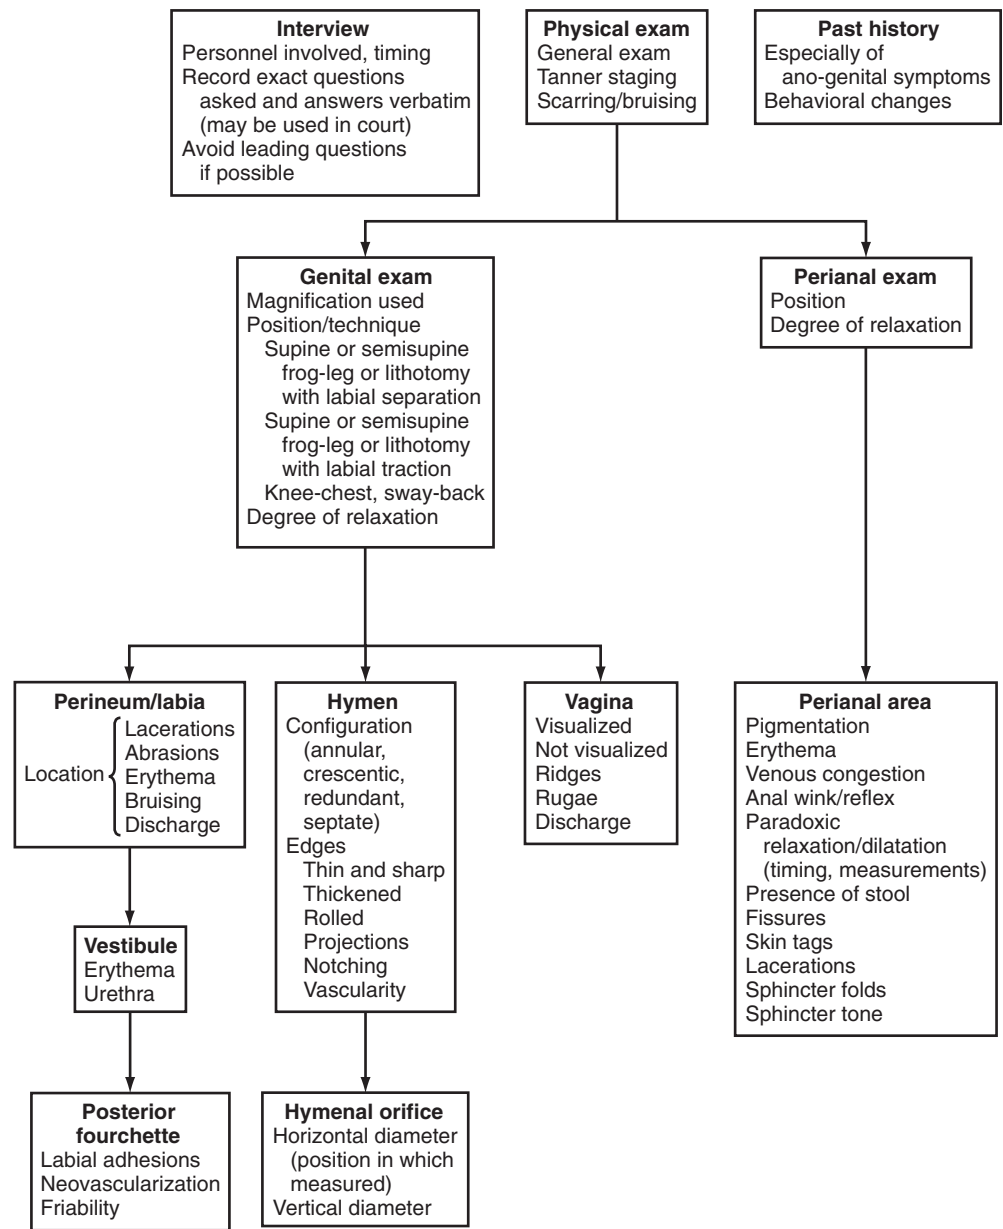 Interview
Personnel involved, timing
Record exact questions
asked and answers verbatim
(may be used in court)
Avoid leading questions
if possible
Physical exam
General exam
Tanner staging
Scarring/bruising
Past history
Especially of
ano-genital symptoms
Behavioral changes
Genital exam
Magnification used
Position/technique
Supine or semisupine
frog-leg or lithotomy
with labial separation
Supine or semisupine
frog-leg or lithotomy
with labial traction
Knee-chest, sway-back
Degree of relaxation
Perianal exam
Position
Degree of relaxation
Perineum/labia
Location
Lacerations
Abrasions
Erythema
Bruising
Discharge
Hymen
Configuration
(annular,
crescentic,
redundant,
septate)
Edges
Thin and sharp
Thickened
Rolled
Projections
Notching
Vascularity
Vagina
Visualized
Not visualized
Ridges
Rugae
Discharge
Perianal area
Pigmentation
Erythema
Venous congestion
Anal wink/reflex
Paradoxic
relaxation/dilatation
(timing, measurements)
Presence of stool
Fissures
Skin tags
Lacerations
Sphincter folds
Sphincter tone
Vestibule
Erythema
Urethra
Posterior
fourchette
Labial adhesions
Neovascularization
Friability
Hymenal orifice
Horizontal diameter
(position in which
measured)
Vertical diameter